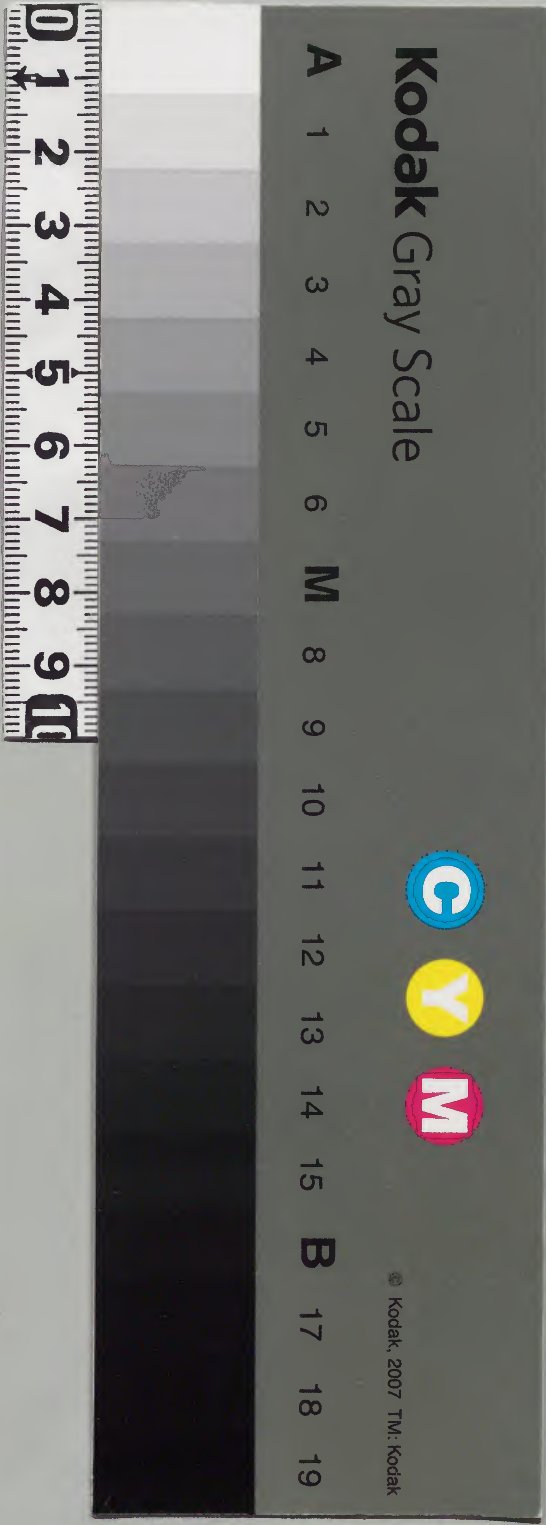 Kodak Gray Scale
C Y M
© Kodak, 2007 TM: Kodak
A 1 2 3 4 5 6 M 8 9 10 11 12 13 14 15 B 17 18 19
0 1 2 3 4 5 6 7 8 9 10